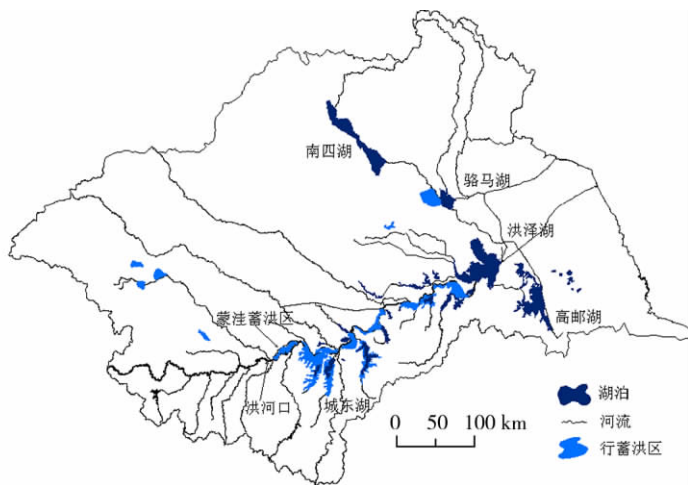 南四湖
骆马湖
洪泽湖
高邮湖
蒙洼蓄洪区
洪河口
城东湖
0 50 100 km
湖泊
河流
行蓄洪区